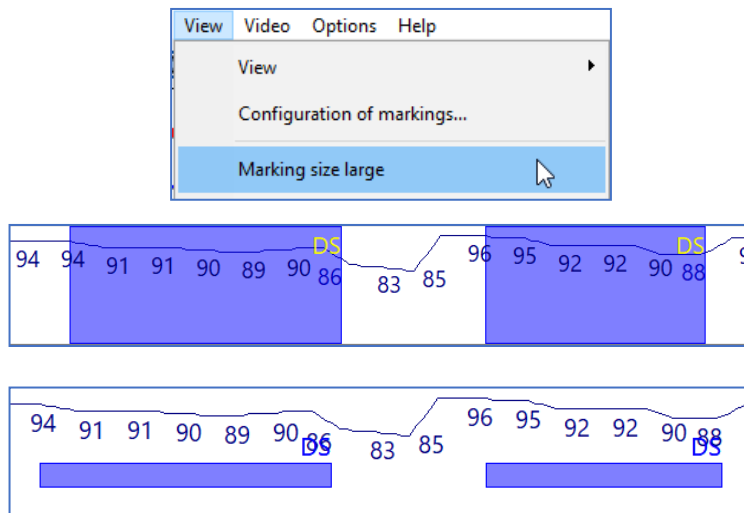 View Video Options Help
View
Configuration of markings...
Marking size large
DS DS
94 94 91 91 90 89 90 86 83 85 96 95 92 92 90 88
94 91 91 90 89 90 86 83 85 96 95 92 92 90 88
DS DS